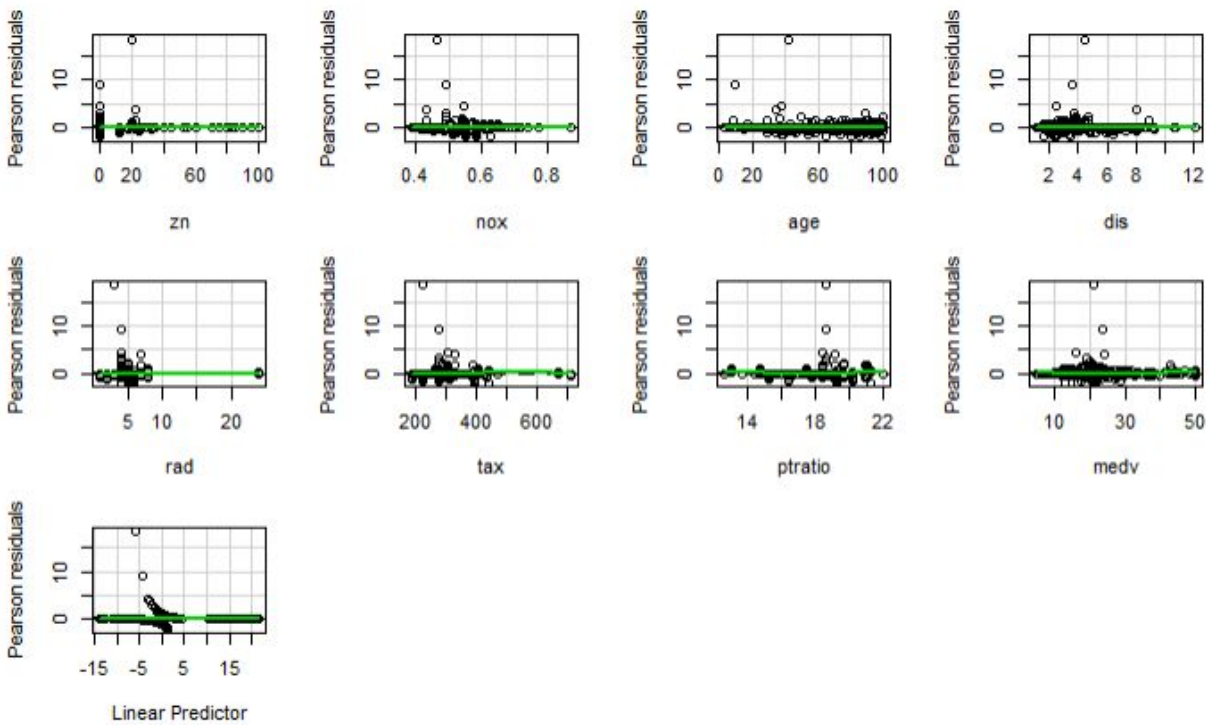 Pearson residuals
10
0
0 20 60 100
zn
Pearson residuals
10
0
0.4 0.6 0.8
nox
Pearson residuals
10
0
0 20 60 100
age
Pearson residuals
10
0
2 4 6 8 12
dis
Pearson residuals
10
0
5 10 20
rad
Pearson residuals
10
0
200 400 600
tax
Pearson residuals
10
0
14 18 22
ptratio
Pearson residuals
10
0
10 30 50
medv
Pearson residuals
10
0
-15 -5 5 15
Linear Predictor